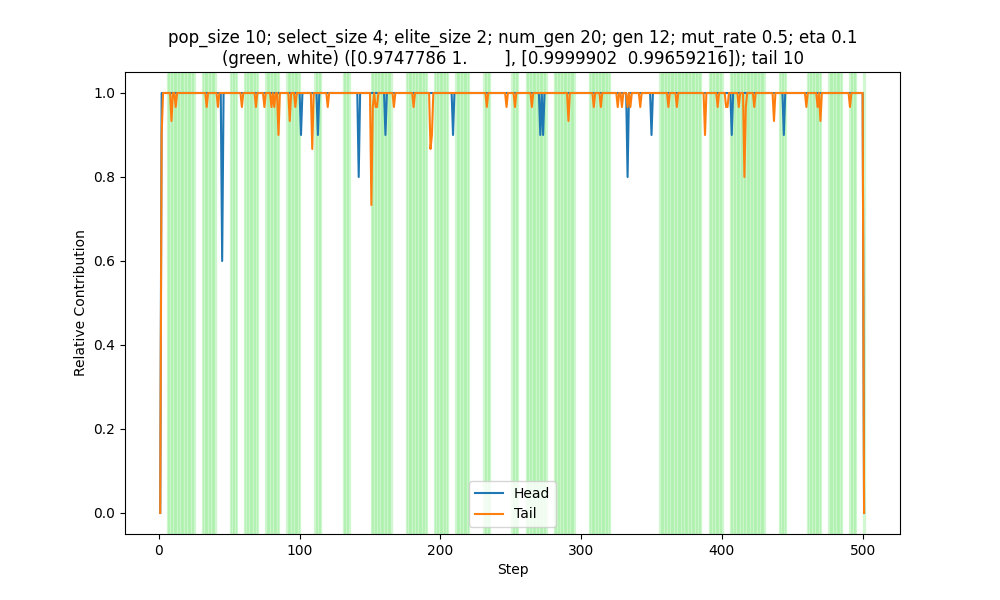 pop_size 10; select_size 4; elite_size 2; num_gen 20; gen 12; mut_rate 0.5; eta 0.1
(green, white) ([0.9747786 1.        ], [0.9999902  0.99659216]); tail 10
1.0
0.8
0.6
0.4
0.2
0.0
Relative Contribution
Head
Tail
0 100 200 300 400 500
Step